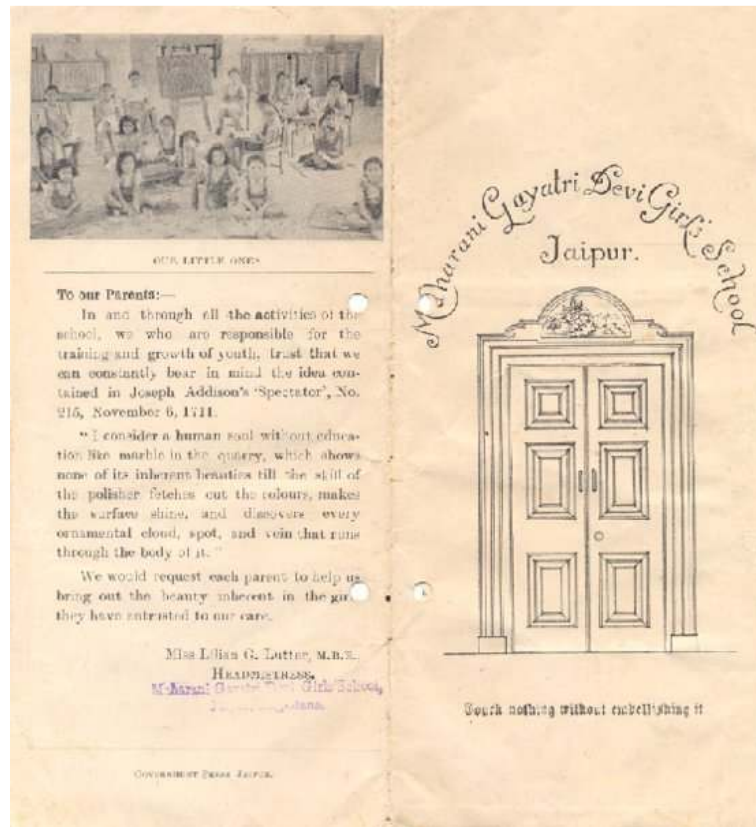 OUR LITTLE ONES
To our Parents:—
In and through all the activities of the
school, we who are responsible for the
training and growth of youth, trust that we
can constantly bear in mind the idea con-
tained in Joseph Addison's 'Spectator', No.
215, November 6, 1711.
" I consider a human soul without educa-
tion like marble in the quarry, which shows
none of its inherent beauties till the skill of
the polisher fetches out the colours, makes
the surface shine, and discovers every
ornamental cloud, spot, and vein that runs
through the body of it. "
We would request each parent to help us
bring out the beauty inherent in the
they have entrusted to our care.
Miss Lilian G. Lutter, M.B.E.
HEADMISTRESS.
Maharani Gayatri Devi Girls' School,
GOVERNMENT PRESS JAIPUR.
Maharani Gayatri Devi Girls' School
Jaipur.
Touch nothing without embellishing it